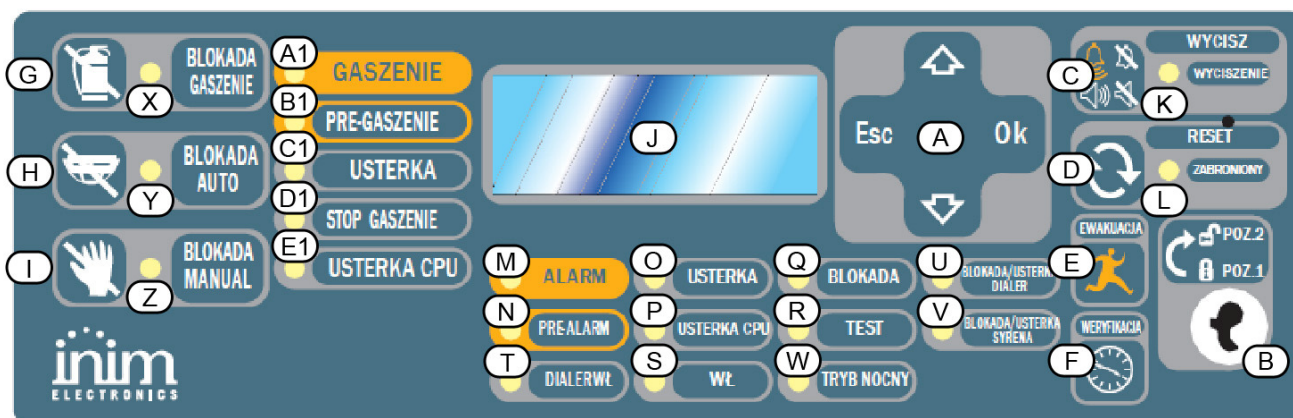 G
X
BLOKADA
GASZENIE
H
Y
BLOKADA
AUTO
I
Z
BLOKADA
MANUAL
inim
ELECTRONICS
A1
GASZENIE
B1
PRE-GASZENIE
C1
USTERKA
D1
STOP GASZENIE
E1
USTERKA CPU
J
Esc
A
Ok
M
ALARM
N
PREALARM
T
DIALERWŁ
O
USTERKA
P
USTERKA CPU
S
WŁ
Q
BLOKADA
R
TEST
W
TRYB NOCNY
U
BLOKADA/USTERKA
DIALER
V
BLOKADA/USTERKA
SYRENA
C
WYCISZ
K
WYCISZENIE
D
RESET
L
ZABRONIONY
EWAKUACJA
E
WERYFIKACJA
F
POZ.2
POZ.1
B